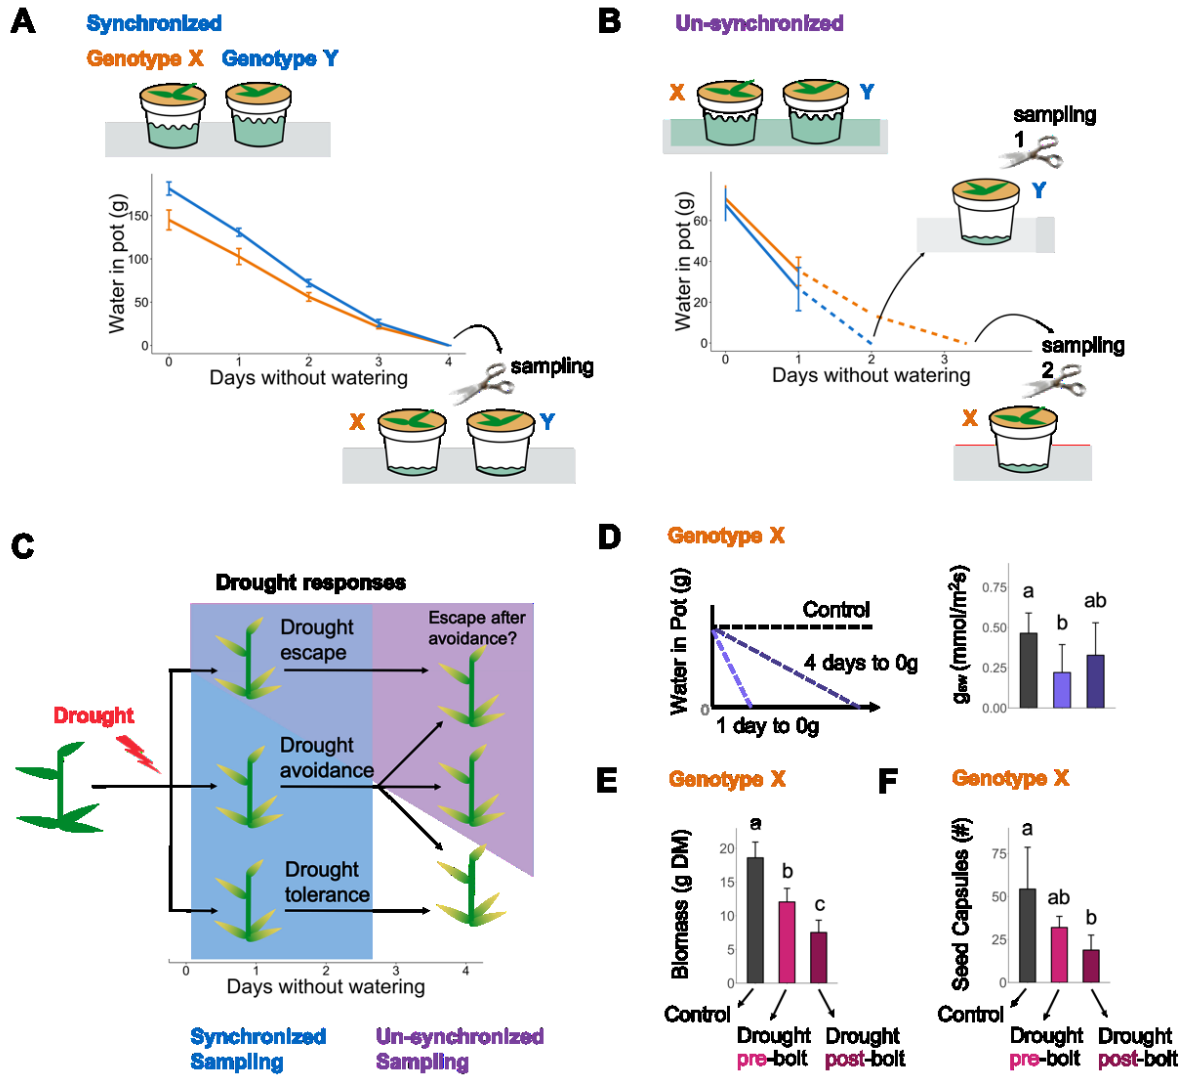 A
Synchronized
Genotype X Genotype Y
Water in pot (g)
150
100
50
0
0 1 2 3 4
Days without watering
sampling
X Y
B
Un-synchronized
X Y
sampling
1
Y
Water in pot (g)
60
40
20
0
0 1 2 3
Days without watering
sampling
2
X
C
Drought responses
Drought
Drought
escape
Escape after
avoidance?
Drought
avoidance
Drought
tolerance
0 1 2 3 4
Days without watering
Synchronized
Sampling
Un-synchronized
Sampling
D
Genotype X
Water in Pot (g)
Control
4 days to 0g
0
1 day to 0g
gsw (mmol/m²s)
0.75
0.50
0.25
0.00
a b ab
E
Genotype X
Biomass (g DM)
20
15
10
5
0
a
b
c
Control
Drought
pre-bolt
Drought
post-bolt
F
Genotype X
Seed Capsules (#)
75
50
25
0
a
ab
b
Control
Drought
pre-bolt
Drought
post-bolt